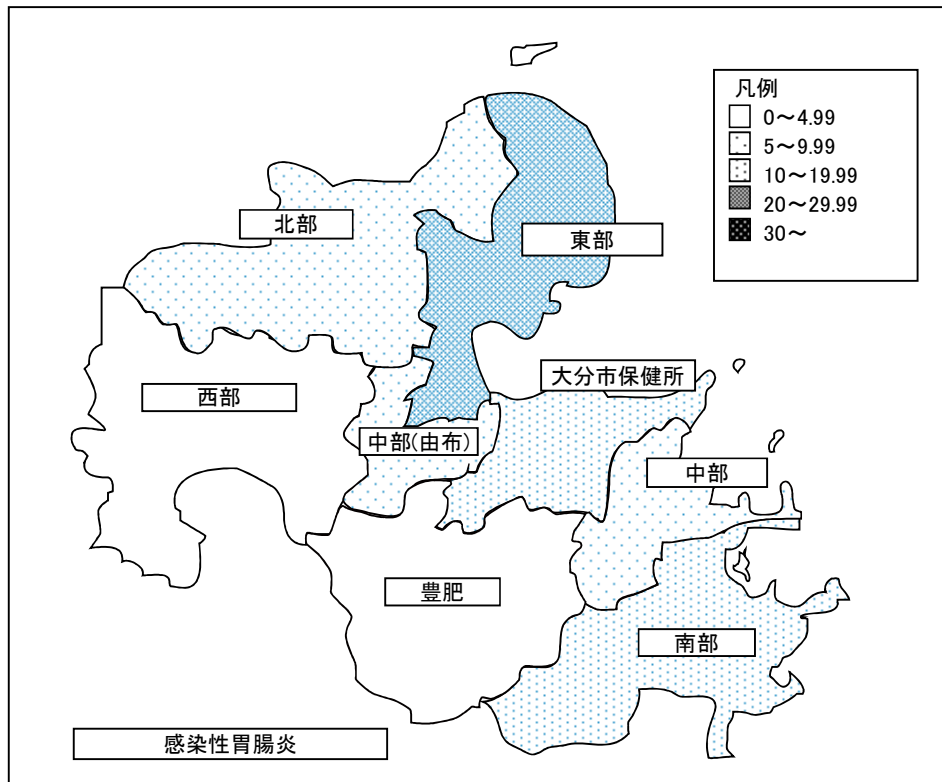 凡例
0～4.99
5～9.99
10～19.99
20～29.99
30～
北部
東部
大分市保健所
西部
中部(由布)
中部
豊肥
南部
感染性胃腸炎